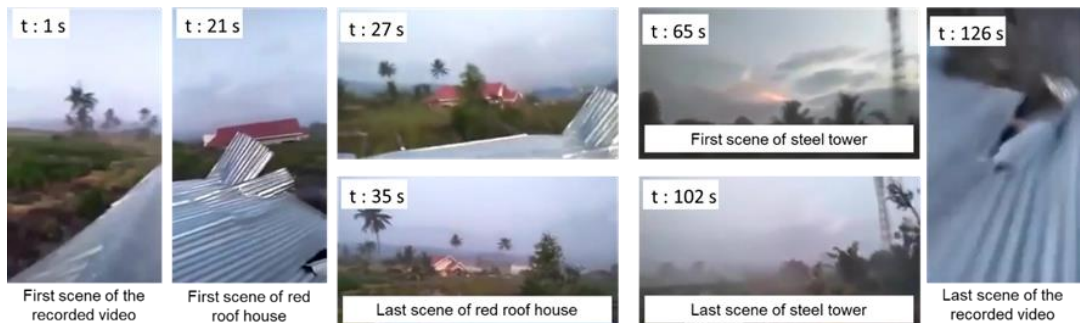 t : 1 s
First scene of the
recorded video
t : 21 s
First scene of red
roof house
t : 27 s
t : 35 s
Last scene of red roof house
t : 65 s
First scene of steel tower
t : 102 s
Last scene of steel tower
t : 126 s
Last scene of the
recorded video